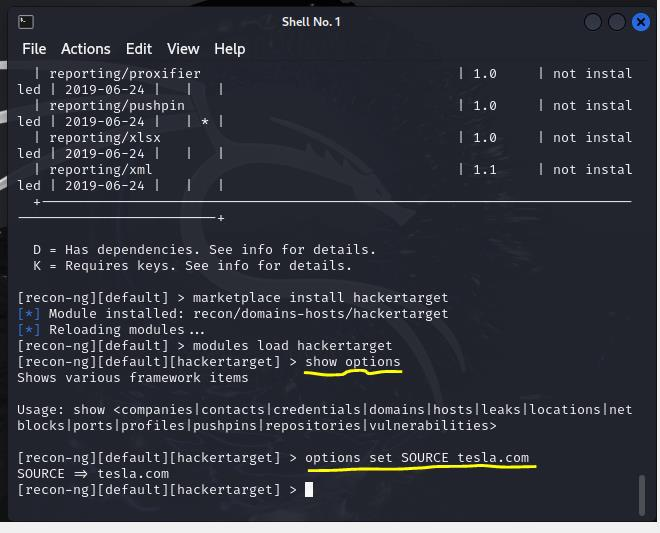 Shell No. 1
File Actions Edit View Help
| reporting/proxifier | 1.0 | not instal
led | 2019-06-24 | | |
| reporting/pushpin | 1.0 | not instal
led | 2019-06-24 | | * |
| reporting/xlsx | 1.0 | not instal
led | 2019-06-24 | | |
| reporting/xml | 1.1 | not instal
led | 2019-06-24 | | |
D = Has dependencies. See info for details.
K = Requires keys. See info for details.
[recon-ng][default] > marketplace install hackertarget
[*] Module installed: recon/domains-hosts/hackertarget
[*] Reloading modules...
[recon-ng][default] > modules load hackertarget
[recon-ng][default][hackertarget] > show options
Shows various framework items
Usage: show <companies|contacts|credentials|domains|hosts|leaks|locations|net
blocks|ports|profiles|pushpins|repositories|vulnerabilities>
[recon-ng][default][hackertarget] > options set SOURCE tesla.com
SOURCE => tesla.com
[recon-ng][default][hackertarget] >